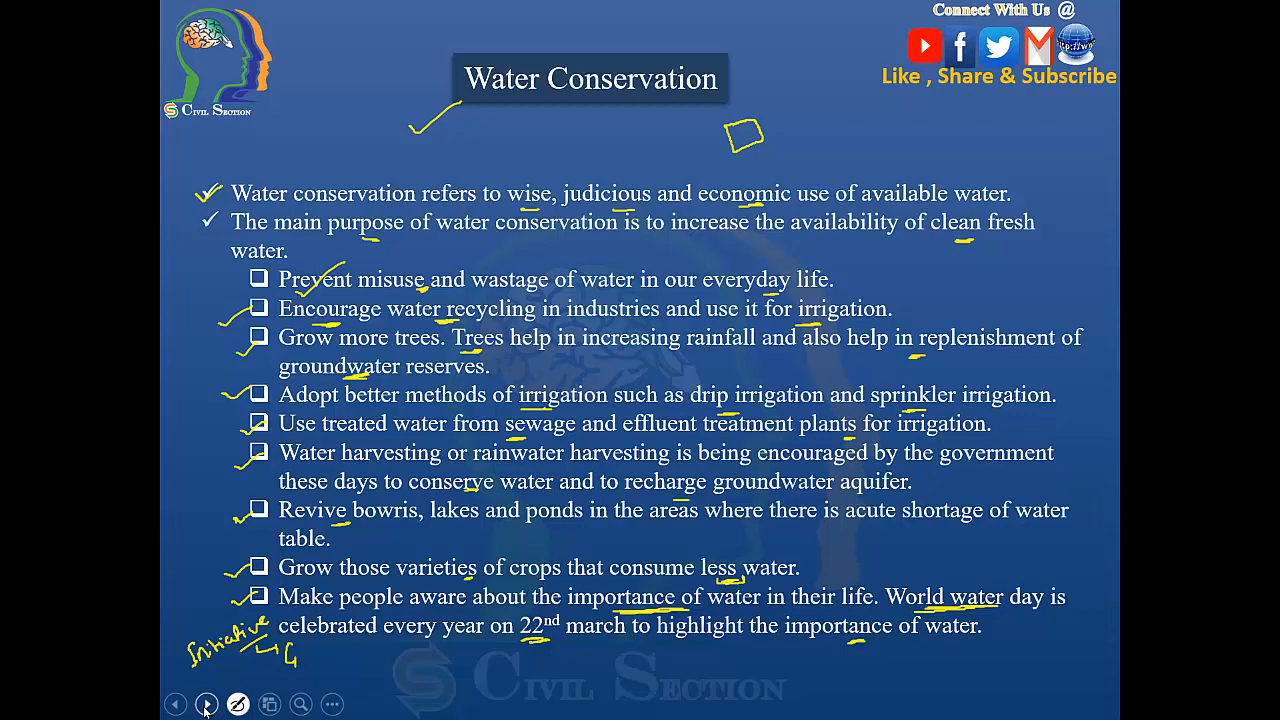 Connect With Us @
Like , Share & Subscribe
CIVIL SECTION
Water Conservation
Water conservation refers to wise, judicious and economic use of available water.
The main purpose of water conservation is to increase the availability of clean fresh
water.
Prevent misuse and wastage of water in our everyday life.
Encourage water recycling in industries and use it for irrigation.
Grow more trees. Trees help in increasing rainfall and also help in replenishment of
groundwater reserves.
Adopt better methods of irrigation such as drip irrigation and sprinkler irrigation.
Use treated water from sewage and effluent treatment plants for irrigation.
Water harvesting or rainwater harvesting is being encouraged by the government
these days to conserve water and to recharge groundwater aquifer.
Revive bowris, lakes and ponds in the areas where there is acute shortage of water
table.
Grow those varieties of crops that consume less water.
Make people aware about the importance of water in their life. World water day is
celebrated every year on 22nd march to highlight the importance of water.
Initiative
CIVIL SECTION